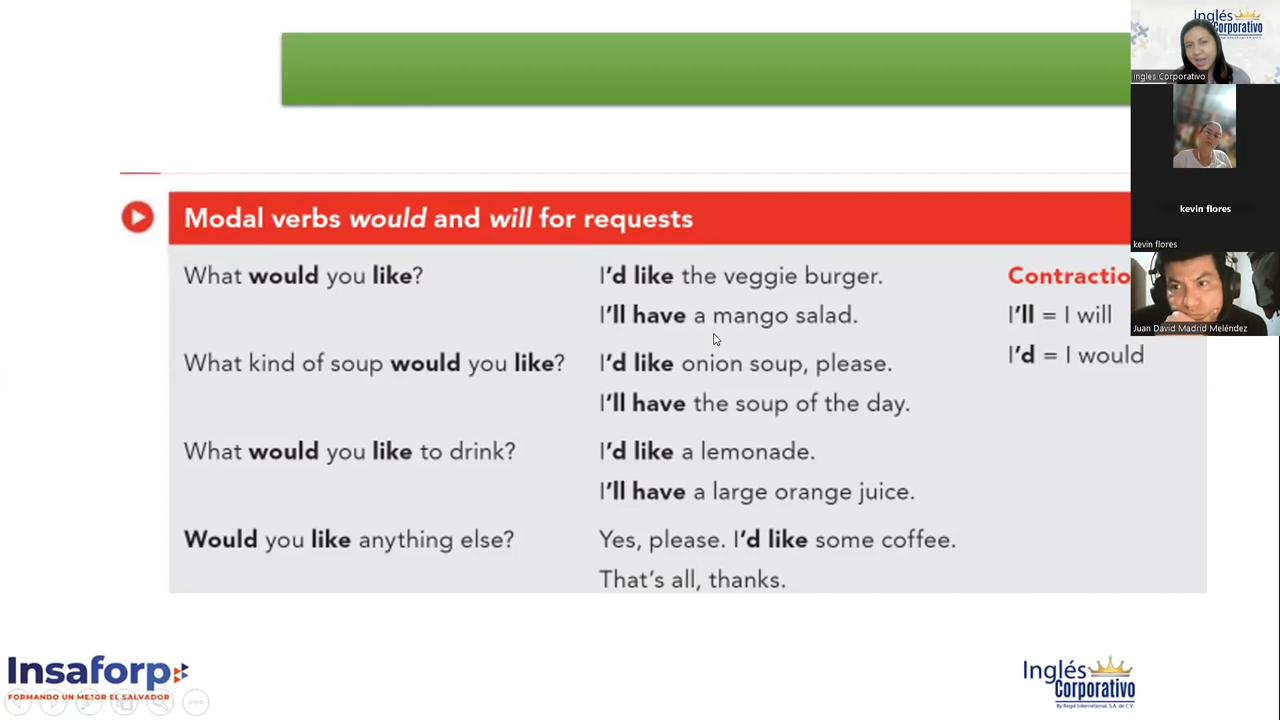 Inglés
Corporativo
Ingles Corporativo
kevin flores
kevin flores
Juan David Madrid Meléndez
Modal verbs would and will for requests
What would you like?
I'd like the veggie burger.
I'll have a mango salad.
Contractio
I'll = I will
I'd = I would
What kind of soup would you like?
I'd like onion soup, please.
I'll have the soup of the day.
What would you like to drink?
I'd like a lemonade.
I'll have a large orange juice.
Would you like anything else?
Yes, please. I'd like some coffee.
That's all, thanks.
Insaforp
FORMANDO UN MEJOR EL SALVADOR
Inglés
Corporativo
By Regal International, S.A. de C.V.